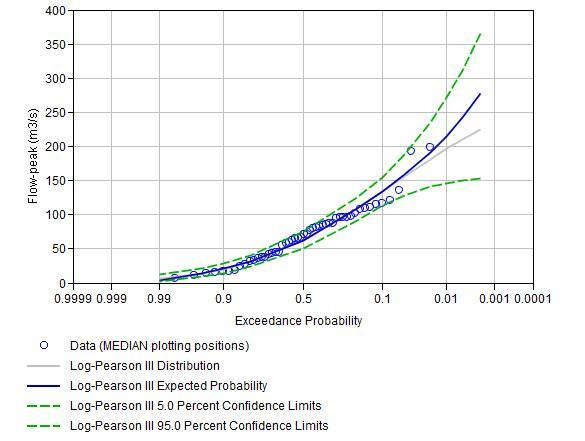 400
350
300
250
200
150
100
50
0
Flow-peak (m3/s)
0.9999 0.999 0.99 0.9 0.5 0.1 0.01 0.001 0.0001
Exceedance Probability
Data (MEDIAN plotting positions)
Log-Pearson III Distribution
Log-Pearson III Expected Probability
Log-Pearson III 5.0 Percent Confidence Limits
Log-Pearson III 95.0 Percent Confidence Limits